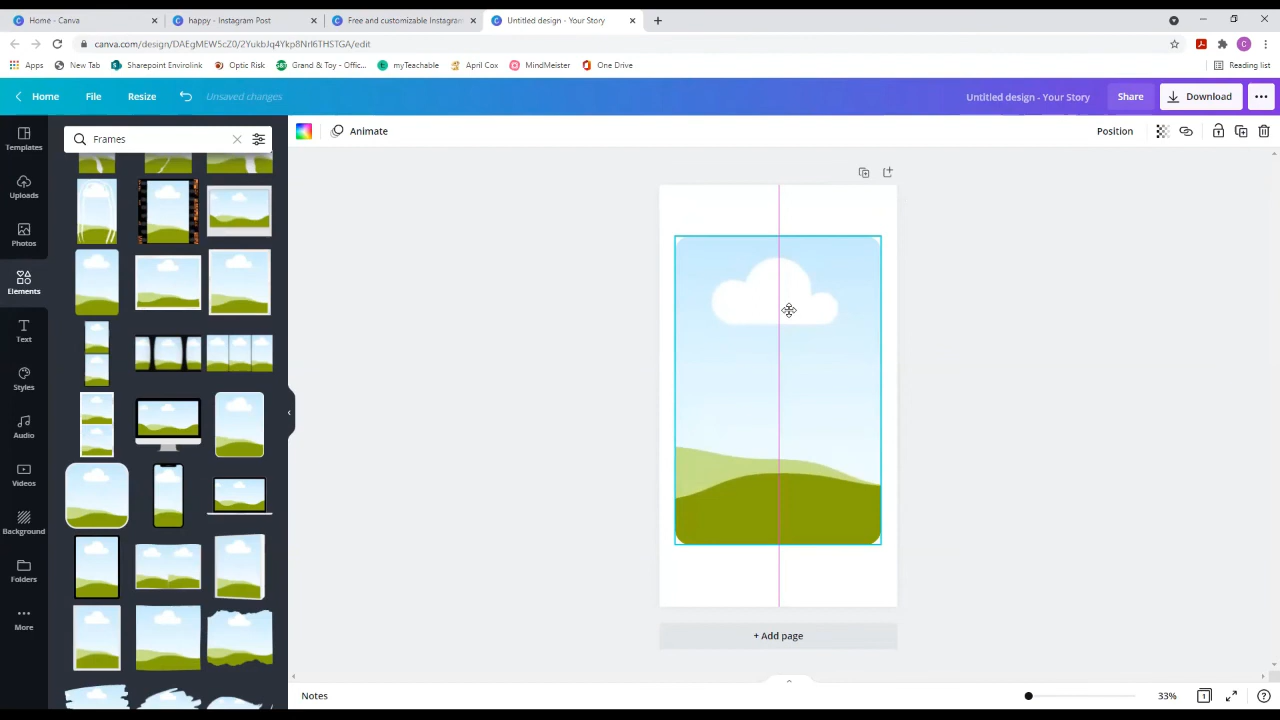 Home - Canva
happy - Instagram Post
Free and customizable Instagram
Untitled design - Your Story
canva.com/design/DAEgMEW5cZ0/2YukbJq4Ykp8NrI6THSTGA/edit
Apps
New Tab
Sharepoint Envirolink
Optic Risk
Grand & Toy - Offic...
myTeachable
April Cox
MindMeister
One Drive
Reading list
Home
File
Resize
Unsaved changes
Untitled design - Your Story
Share
Download
Templates
Uploads
Photos
Elements
Text
Styles
Audio
Videos
Background
Folders
More
Frames
Animate
Position
+ Add page
Notes
33%
1